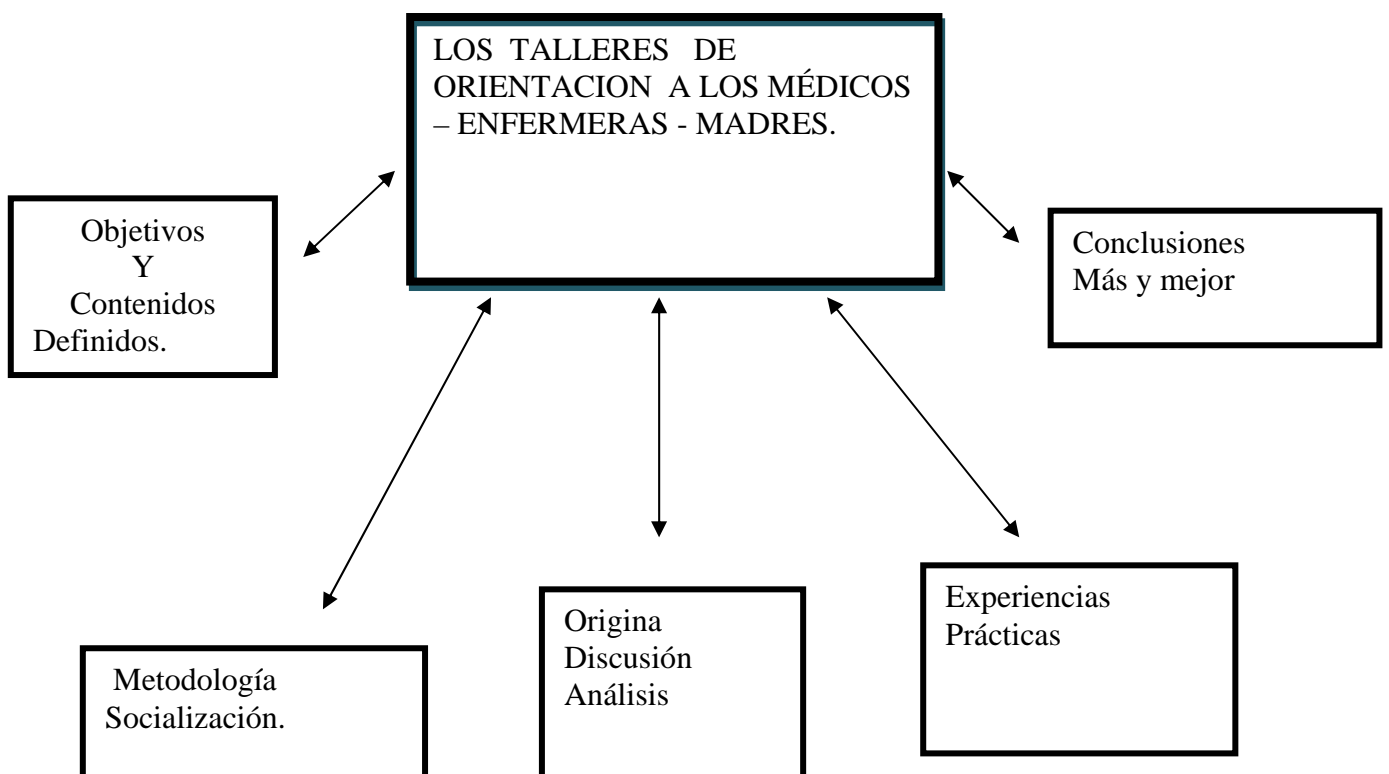 LOS TALLERES DE
ORIENTACION A LOS MÉDICOS
– ENFERMERAS - MADRES.
Objetivos
Y
Contenidos
Definidos.
Conclusiones
Más y mejor
Metodología
Socialización.
Origina
Discusión
Análisis
Experiencias
Prácticas